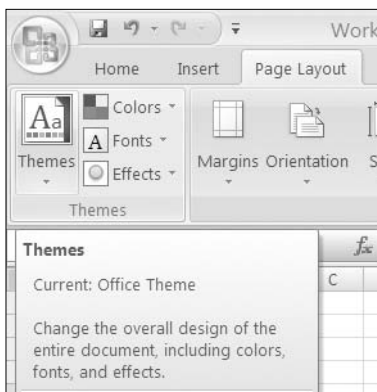 Work
Home Insert Page Layout
Aa
Themes
Colors
A Fonts
Effects
Margins Orientation
Themes
fx
C
Themes
Current: Office Theme
Change the overall design of the
entire document, including colors,
fonts, and effects.